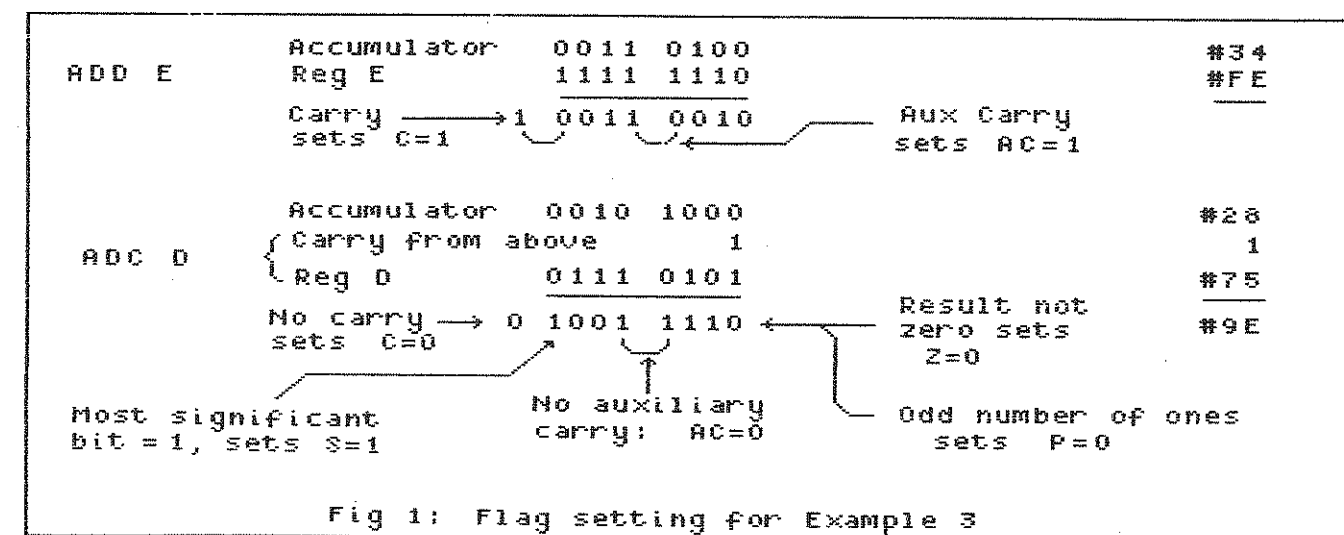 Accumulator 0011 0100 #34
ADD E Reg E 1111 1110 #FE
Carry 1 0011 0010 Aux Carry
sets C=1 sets AC=1
Accumulator 0010 1000 #28
ADC D Carry from above 1 1
Reg D 0111 0101 #75
No carry 0 1001 1110 Result not #9E
sets C=0 zero sets
Z=0
Most significant No auxiliary Odd number of ones
bit = 1, sets S=1 carry: AC=0 sets P=0
Fig 1: Flag setting for Example 3